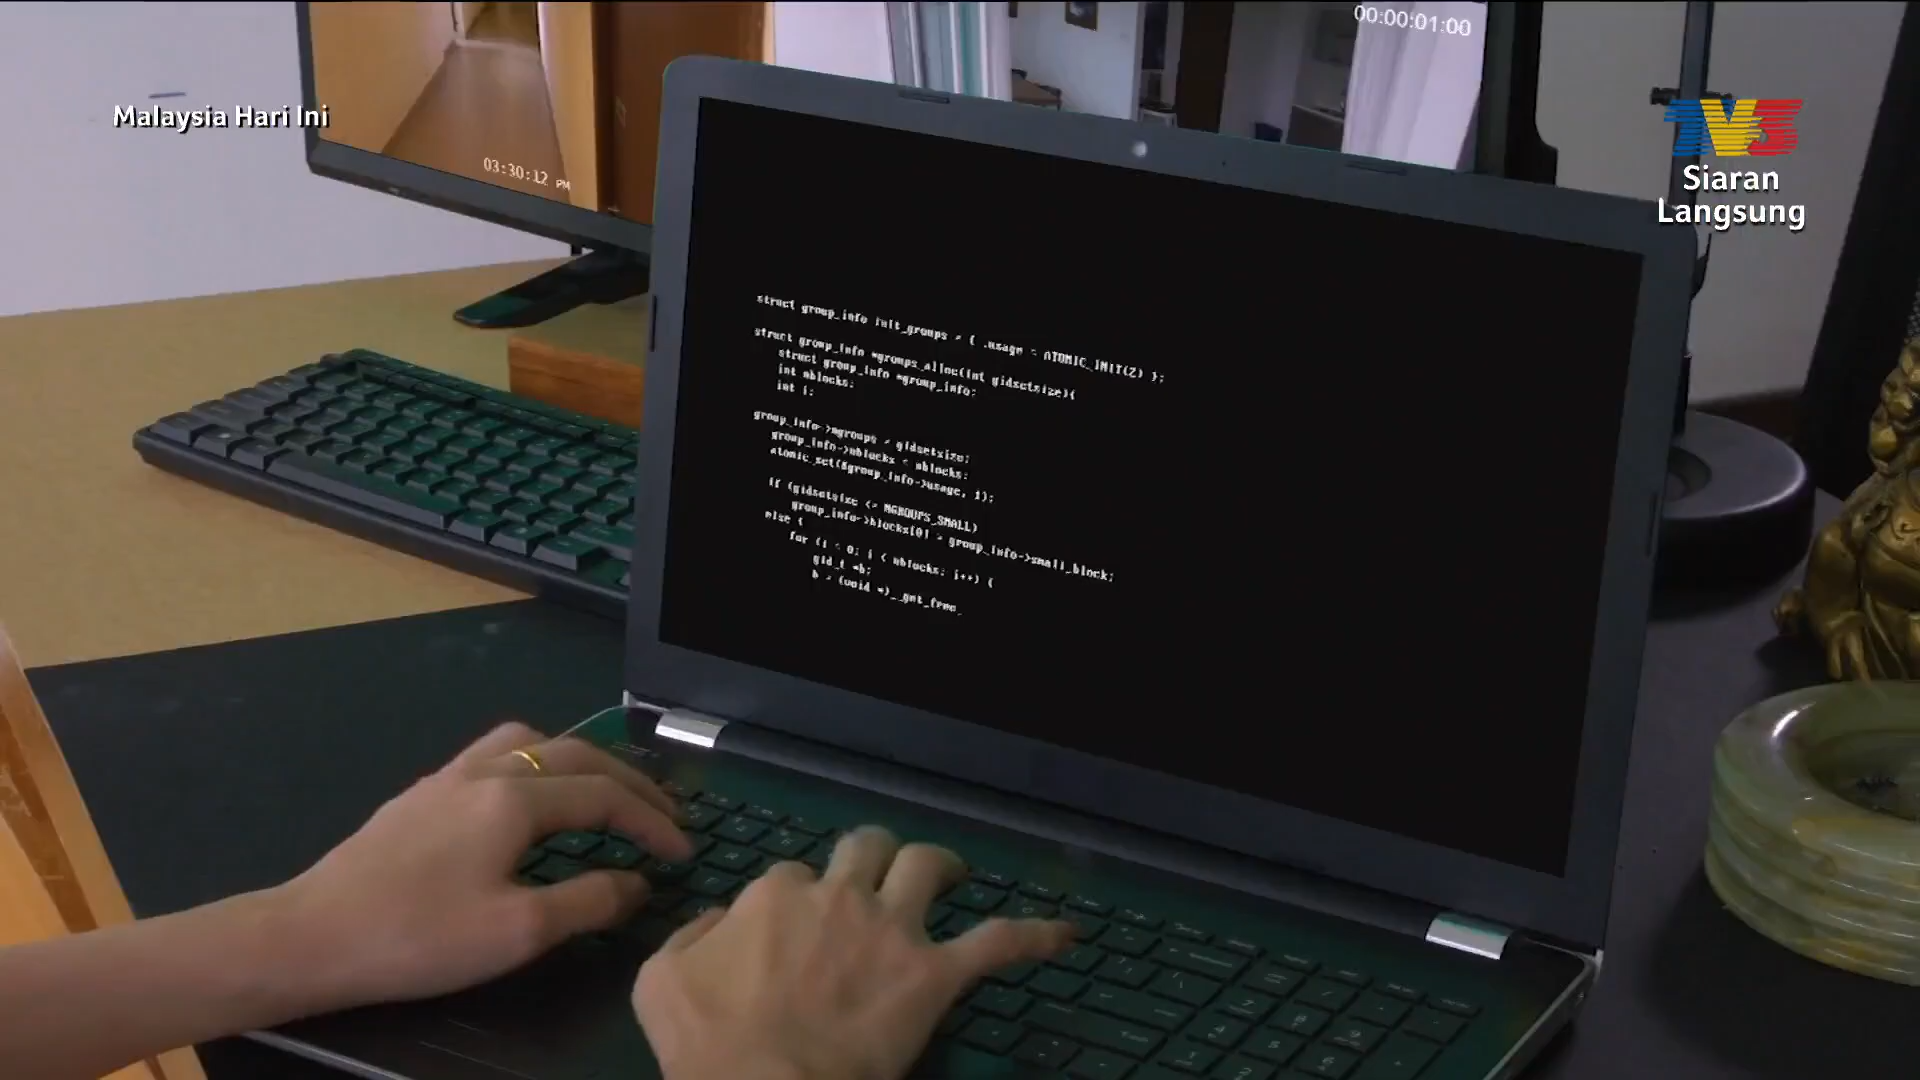 Malaysia Hari Ini
03:30:12 PM
00:00:01:00
TV3
Siaran
Langsung
struct group_info init_groups = { .usage = ATOMIC_INIT(2) };
struct group_info *groups_alloc(int gidsetsize){
struct group_info *group_info;
int nblocks;
int i;
group_info->ngroups = gidsetsize;
group_info->nblocks = nblocks;
atomic_set(&group_info->usage, 1);
if (gidsetsize <= NGROUPS_SMALL)
group_info->blocks[0] = group_info->small_block;
else {
for (i = 0; i < nblocks; i++) {
gid_t *b;
b = (void *)__get_free_